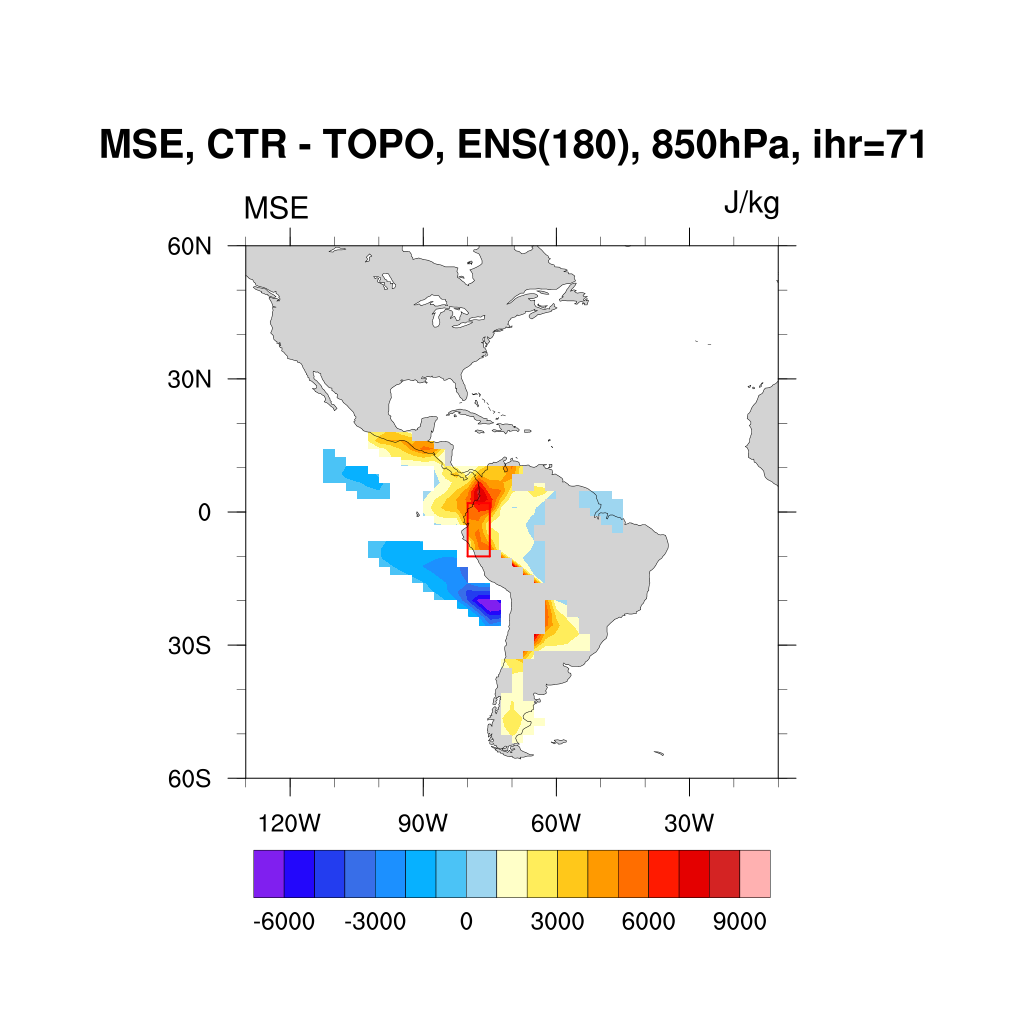 MSE, CTR - TOPO, ENS(180), 850hPa, ihr=71
MSE J/kg
60N
30N
0
30S
60S
120W 90W 60W 30W
-6000 -3000 0 3000 6000 9000